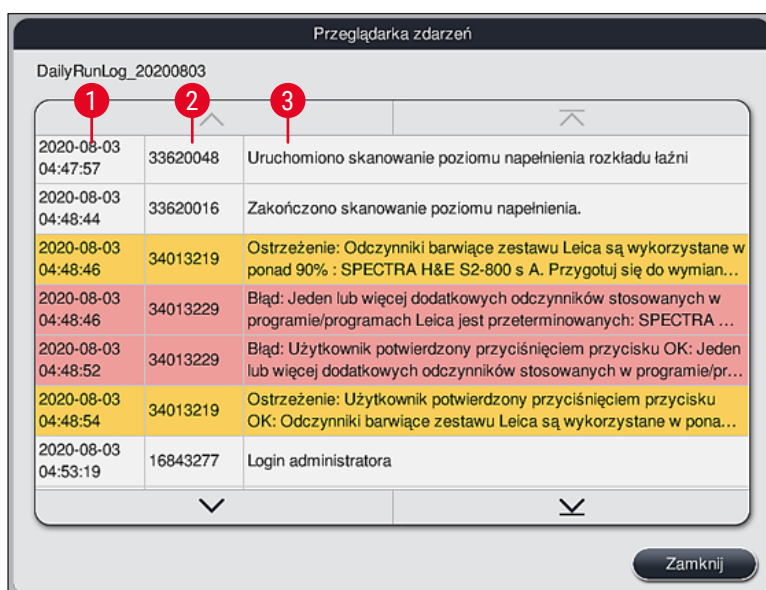 Przeglądarka zdarzeń
DailyRunLog_20200803
1 2 3
2020-08-03
04:47:57
33620048
Uruchomiono skanowanie poziomu napełnienia rozkładu łaźni
2020-08-03
04:48:44
33620016
Zakończono skanowanie poziomu napełnienia.
2020-08-03
04:48:46
34013219
Ostrzeżenie: Odczynniki barwiące zestawu Leica są wykorzystane w
ponad 90% : SPECTRA H&E S2-800 s A. Przygotuj się do wymian...
2020-08-03
04:48:46
34013229
Błąd: Jeden lub więcej dodatkowych odczynników stosowanych w
programie/programach Leica jest przeterminowanych: SPECTRA ...
2020-08-03
04:48:52
34013229
Błąd: Użytkownik potwierdzony przyciśnięciem przycisku OK: Jeden
lub więcej dodatkowych odczynników stosowanych w programie/pr...
2020-08-03
04:48:54
34013219
Ostrzeżenie: Użytkownik potwierdzony przyciśnięciem przycisku
OK: Odczynniki barwiące zestawu Leica są wykorzystane w pona...
2020-08-03
04:53:19
16843277
Login administratora
Zamknij